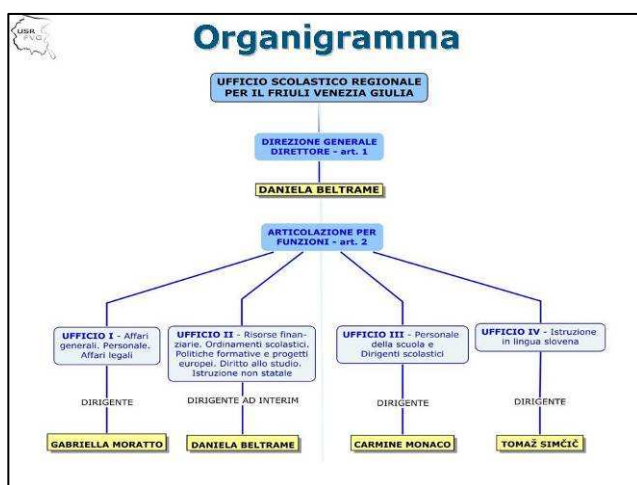 USR
FVG
Organigramma
UFFICIO SCOLASTICO REGIONALE
PER IL FRIULI VENEZIA GIULIA
DIREZIONE GENERALE
DIRETTORE - art. 1
DANIELA BELTRAME
ARTICOLAZIONE PER
FUNZIONI - art. 2
UFFICIO I - Affari
generali. Personale.
Affari legali
DIRIGENTE
GABRIELLA MORATTO
UFFICIO II - Risorse finan-
ziarie. Ordinamenti scolastici.
Politiche formative e progetti
europei. Diritto allo studio.
Istruzione non statale
DIRIGENTE AD INTERIM
DANIELA BELTRAME
UFFICIO III - Personale
della scuola e
Dirigenti scolastici
DIRIGENTE
CARMINE MONACO
UFFICIO IV - Istruzione
in lingua slovena
DIRIGENTE
TOMAŽ SIMČIČ